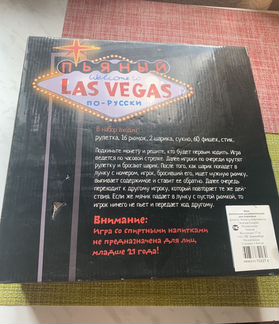 ПЬЯНЫЙ
Welcome to
LAS VEGAS
ПО-РУССКИ
В набор входит:
рулетка, 16 рюмок, 2 шарика, сукно, 60 фишек, стик.
Подкиньте монету и решите, кто будет первым ходить. Игра
ведется по часовой стрелке. Далее игроки по очереди крутят
рулетку и бросают шарик. После того, как шарик попадет в
лунку с номером, игрок, бросивший его, ищет нужную рюмку,
выпивает содержимое и ставит ее обратно. Далее очередь
переходит к другому игроку, который повторяет те же дей-
ствия. Если же мячик попал в лунку с пустой рюмкой, то
игрок ничего не пьет и передает ход другому.
Внимание:
Игра со спиртными напитками
не предназначена для лиц,
младше 21 года!